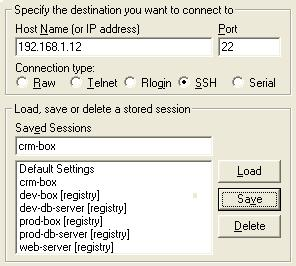 Specify the destination you want to connect to
Host Name (or IP address)
Port
192.168.1.12
22
Connection type:
Raw
Telnet
Rlogin
SSH
Serial
Load, save or delete a stored session
Saved Sessions
crm-box
Default Settings
crm-box
dev-box [registry]
dev-db-server [registry]
prod-box [registry]
prod-db-server [registry]
web-server [registry]
Load
Save
Delete